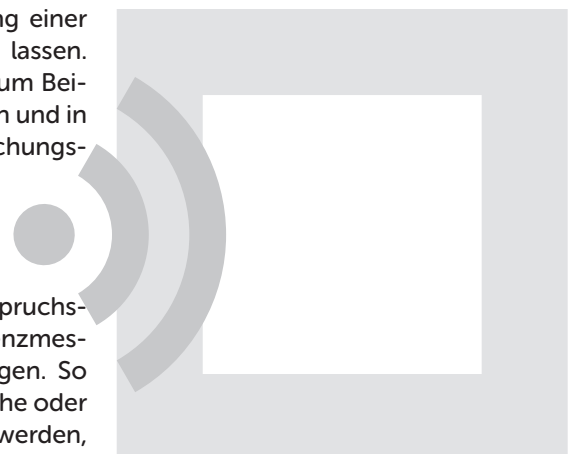 ng einer
lassen.
um Bei-
n und in
chungs-
pruchs-
nzmes-
gen. So
he oder
werden,